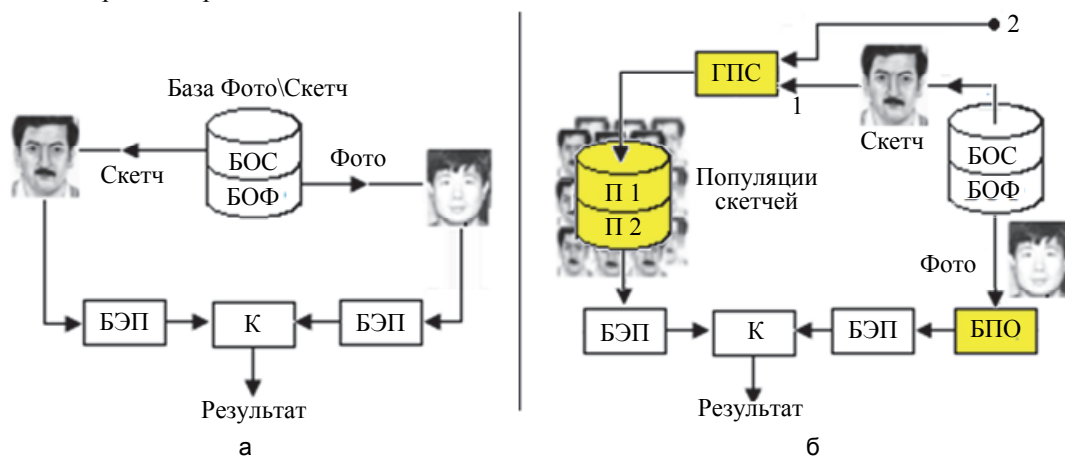 База Фото\Скетч
БОС
БОФ
Скетч
Фото
БЭП
К
БЭП
Результат
а
2
ГПС
1
Скетч
БОС
БОФ
П 1
П 2
Популяции
скетчей
Фото
БЭП
К
БЭП
БПО
Результат
б